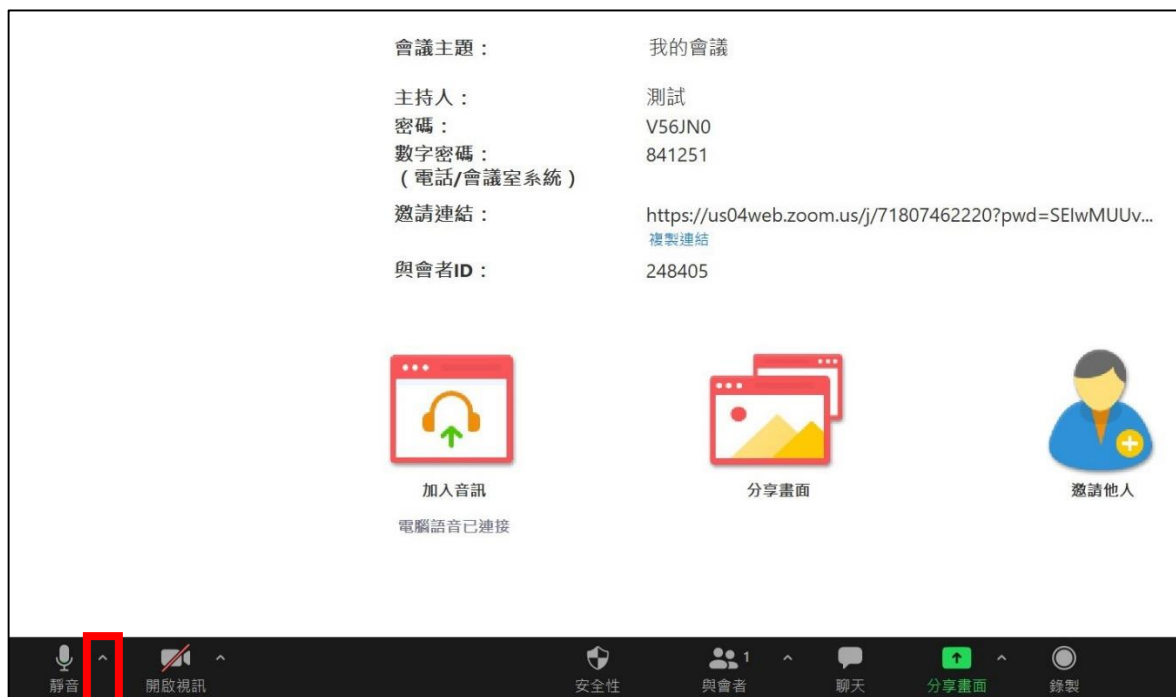 會議主題： 我的會議
主持人： 測試
密碼： V56JN0
數字密碼： 841251
（電話/會議室系統）
邀請連結： https://us04web.zoom.us/j/71807462220?pwd=SEIwMUUv...
複製連結
與會者ID： 248405
加入音訊 分享畫面 邀請他人
電腦語音已連接
1
靜音 開啟視訊 安全性 與會者 聊天 分享畫面 錄製